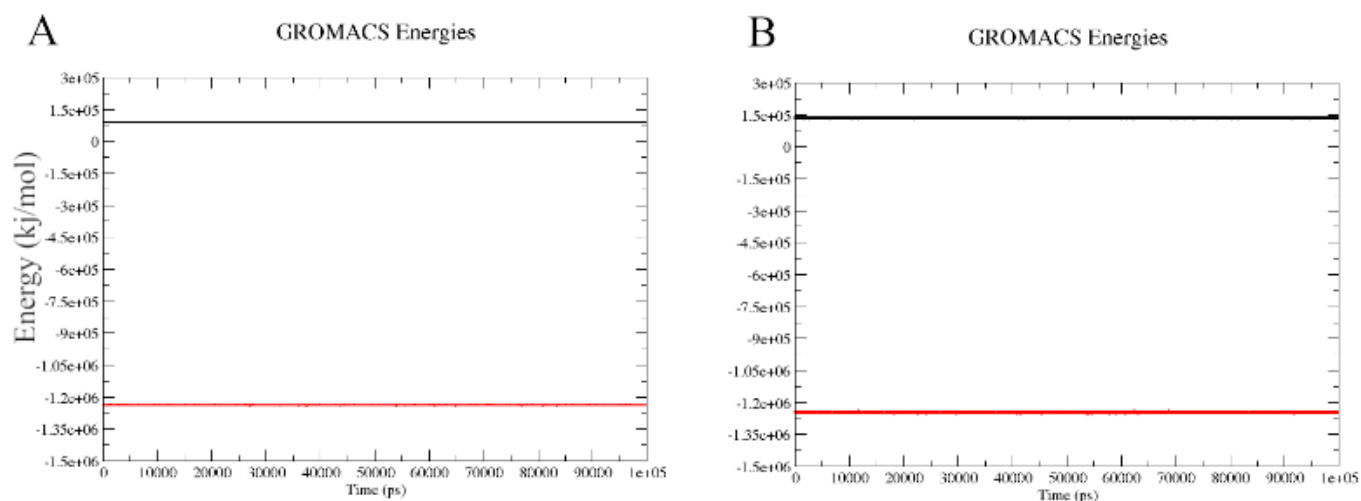 A
GROMACS Energies
Energy (kj/mol)
3e+05
1.5e+05
0
-1.5e+05
-3e+05
-4.5e+05
-6e+05
-7.5e+05
-9e+05
-1.05e+06
-1.2e+06
-1.35e+06
-1.5e+06
0 10000 20000 30000 40000 50000 60000 70000 80000 90000 1e+05
Time (ps)
B
GROMACS Energies
3e+05
1.5e+05
0
-1.5e+05
-3e+05
-4.5e+05
-6e+05
-7.5e+05
-9e+05
-1.05e+06
-1.2e+06
-1.35e+06
-1.5e+06
0 10000 20000 30000 40000 50000 60000 70000 80000 90000 1e+05
Time (ps)